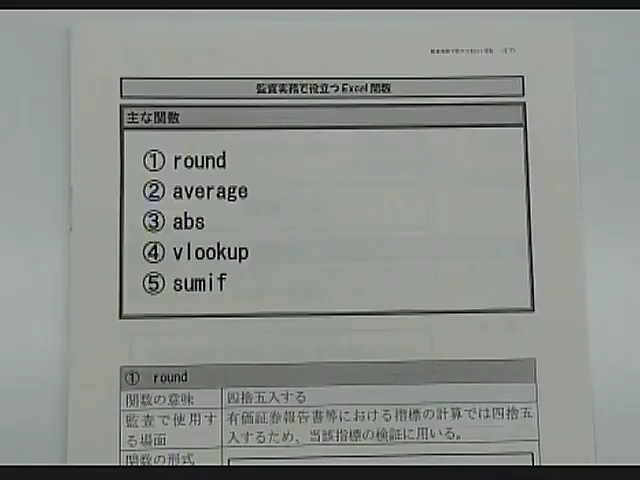 監査実務で役立つExcel関数
主な関数
① round
② average
③ abs
④ vlookup
⑤ sumif
① round
関数の意味 四捨五入する
監査で使用す 有価証券報告書等における指標の計算では四捨五
る場面 入するため、当該指標の検証に用いる。
関数の形式